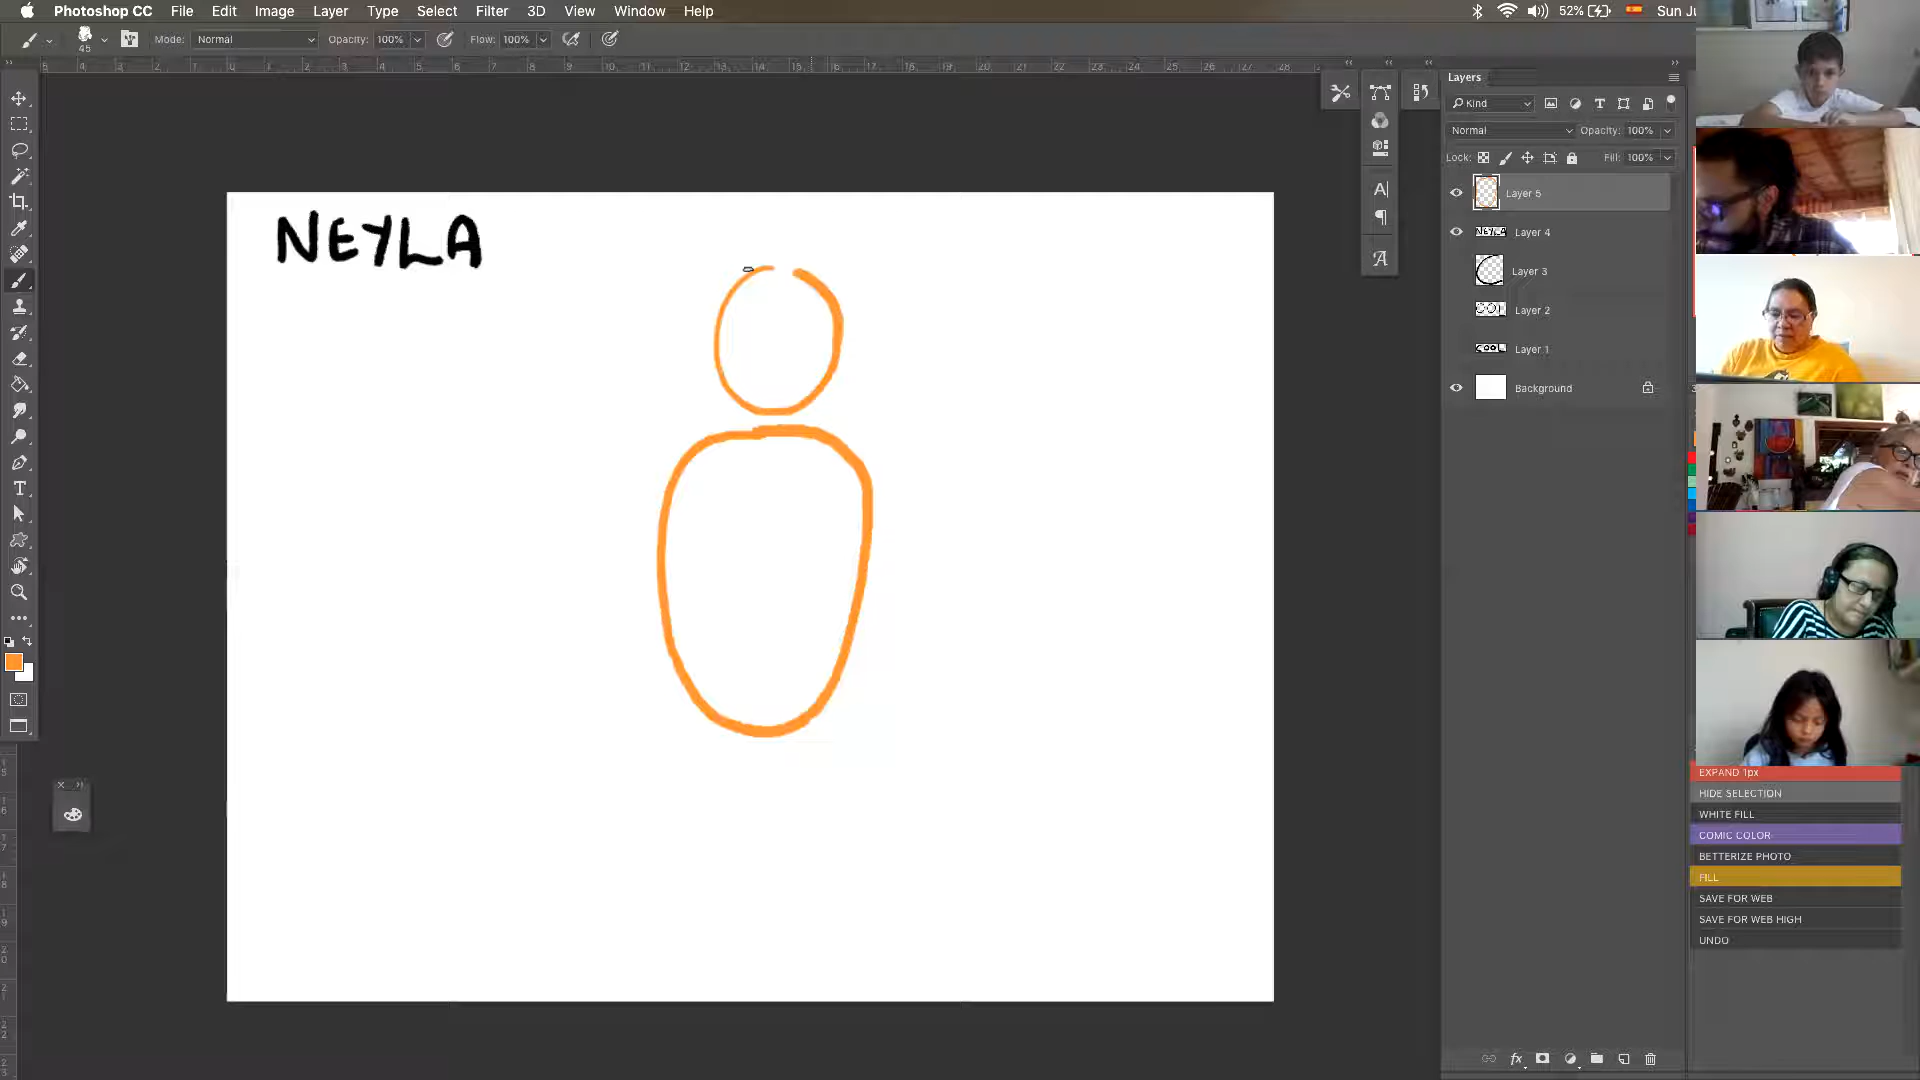 Photoshop CC File Edit Image Layer Type Select Filter 3D View Window Help 52% Sun Ju
45 Mode: Normal Opacity: 100% Flow: 100%
Layers
Kind
Normal Opacity: 100%
Lock: Fill: 100%
Layer 5
Layer 4
Layer 3
Layer 2
Layer 1
Background
NEYLA
EXPAND 1px
HIDE SELECTION
WHITE FILL
COMIC COLOR
BETTERIZE PHOTO
FILL
SAVE FOR WEB
SAVE FOR WEB HIGH
UNDO